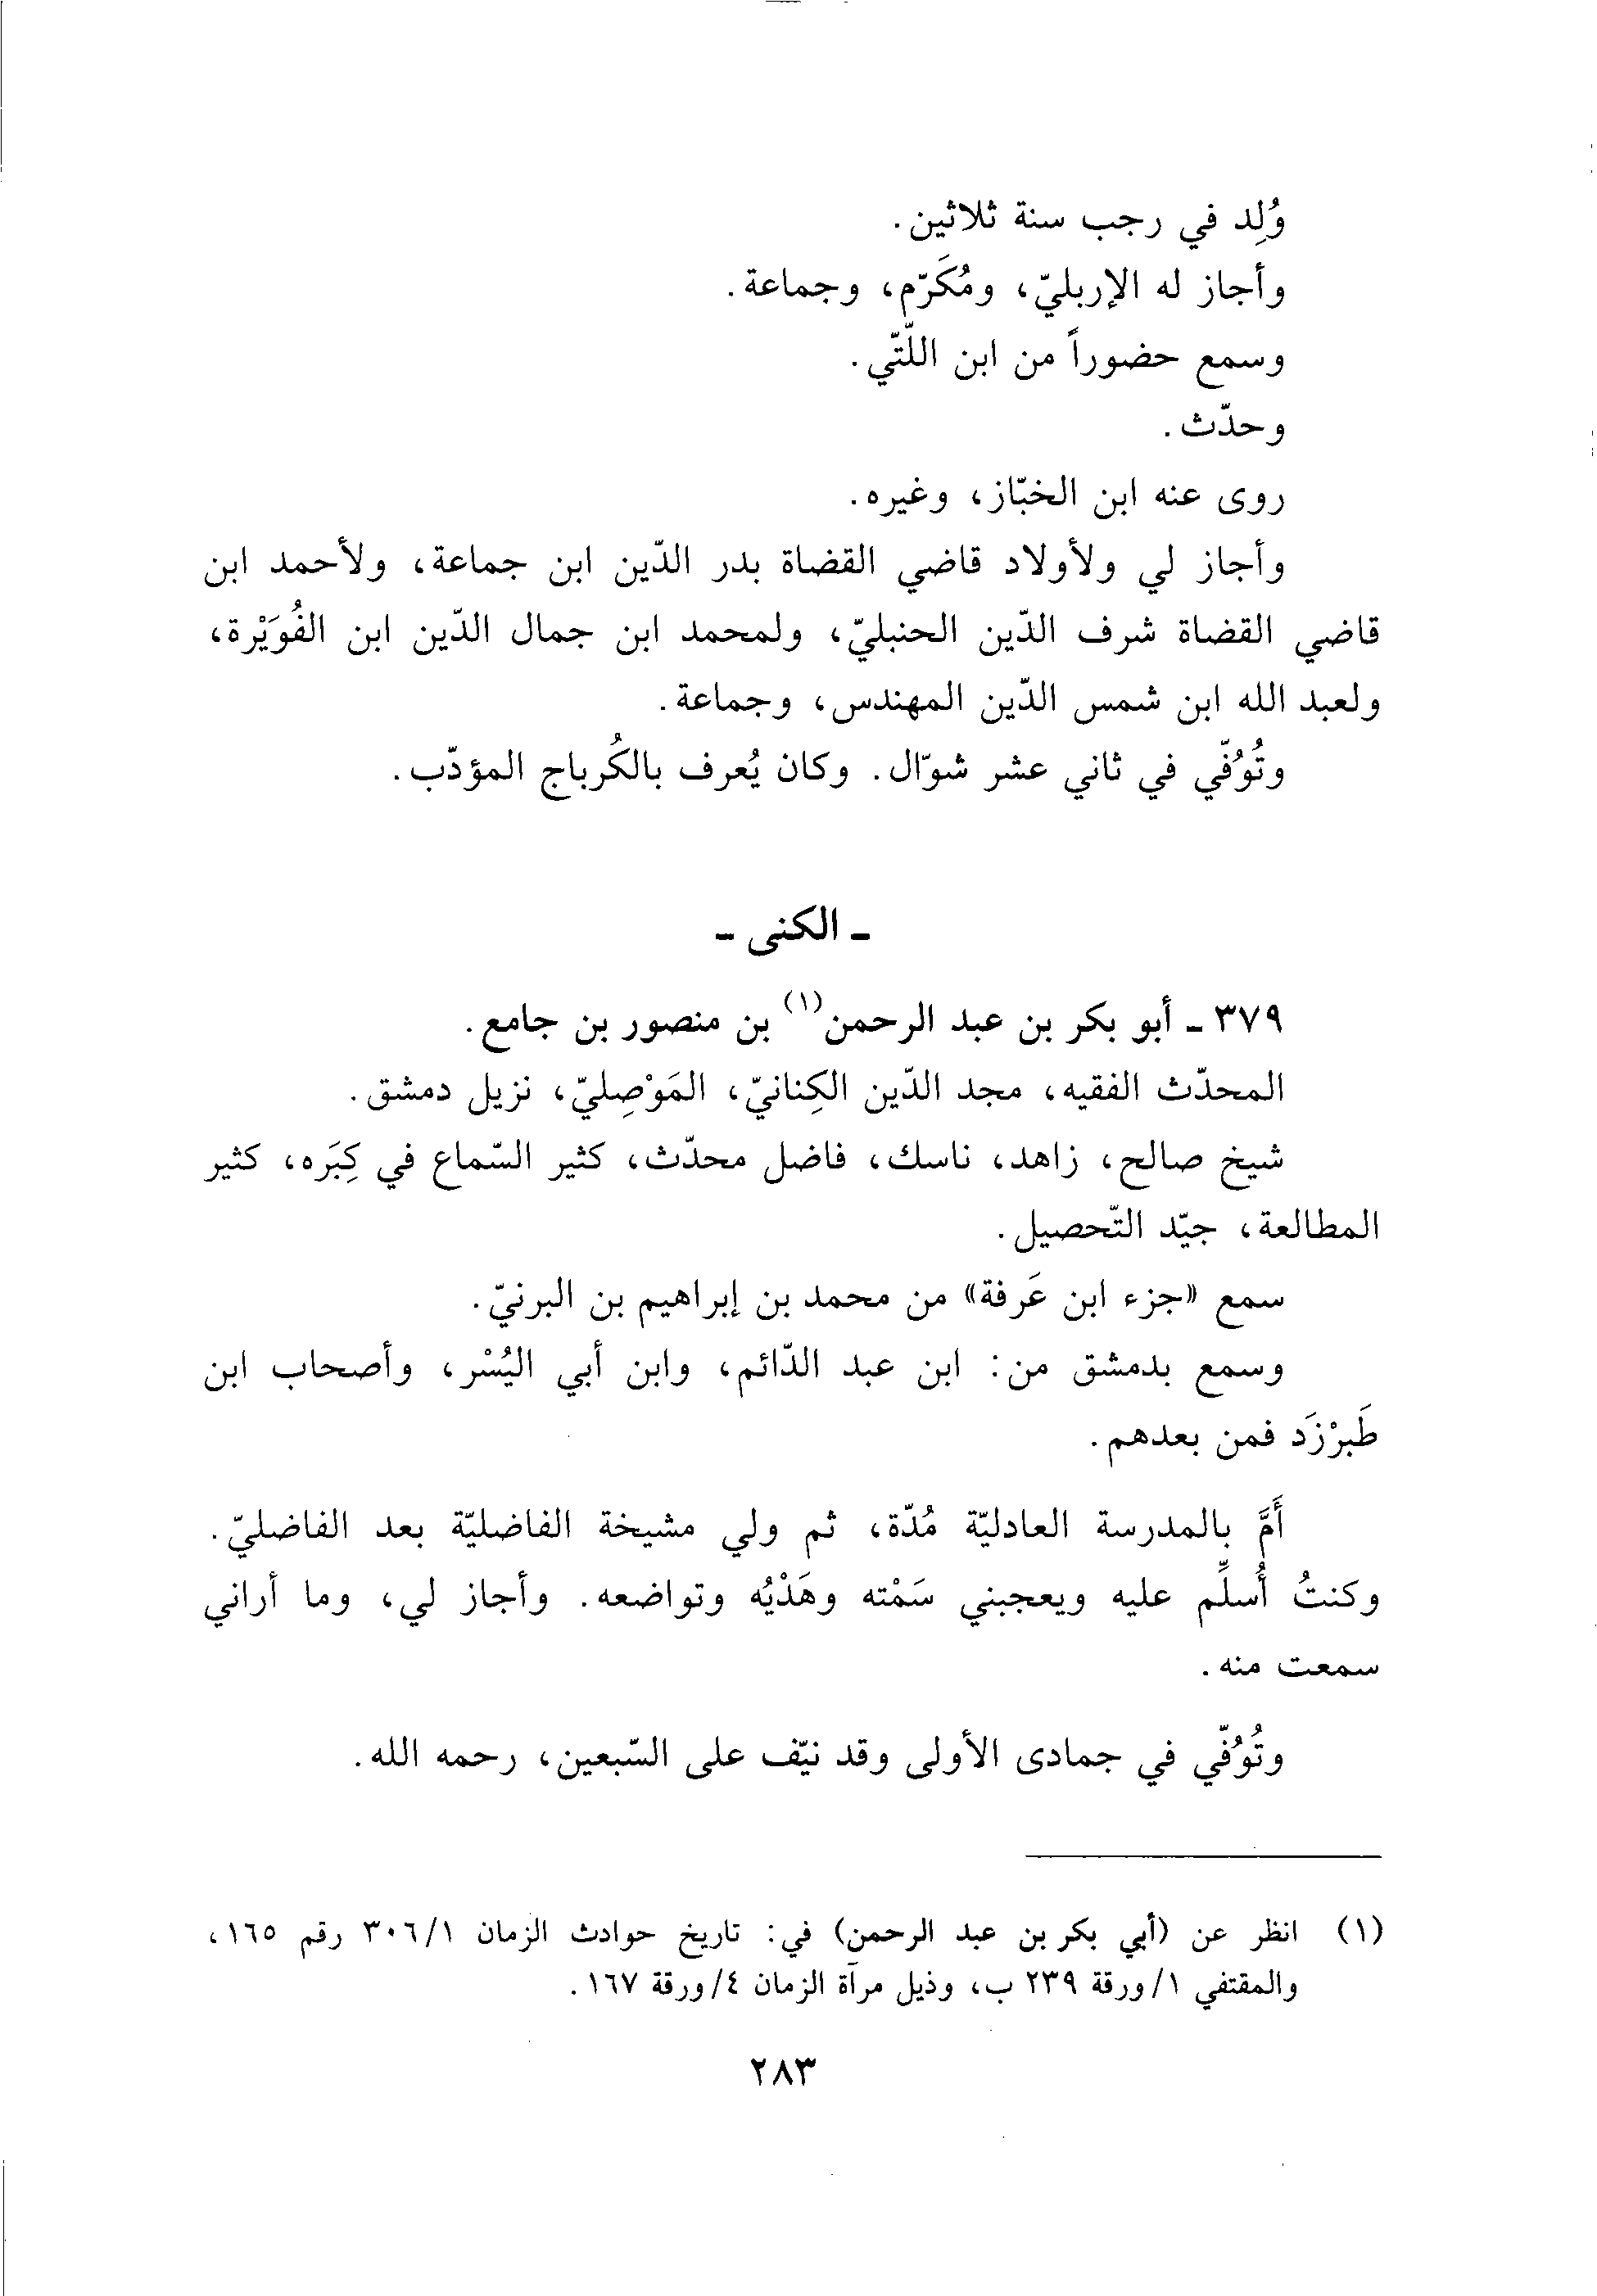 وُلِد في رجب سنة ثلاثين.
وأجاز له الإربليّ، ومُكَرّم، وجماعة.
وسمع حضوراً من ابن اللّتّي.
وحدّث.
روى عنه ابن الخبّاز، وغيره.
وأجاز لي ولأولاد قاضي القضاة بدر الدّين ابن جماعة، ولأحمد ابن
قاضي القضاة شرف الدّين الحنبليّ، ولمحمد ابن جمال الدّين ابن الفُوَيْرة،
ولعبد الله ابن شمس الدّين المهندس، وجماعة.
وتُوُفّي في ثاني عشر شوّال. وكان يُعرف بالكُرباج المؤدّب.
ـ الكنى ـ
٣٧٩ ـ أبو بكر بن عبد الرحمن(١) بن منصور بن جامع.
المحدّث الفقيه، مجد الدّين الكِنانيّ، المَوْصِليّ، نزيل دمشق.
شيخ صالح، زاهد، ناسك، فاضل محدّث، كثير السّماع في كِبَره، كثير
المطالعة، جيّد التّحصيل.
سمع «جزء ابن عَرفة» من محمد بن إبراهيم بن البرنيّ.
وسمع بدمشق من: ابن عبد الدّائم، وابن أبي اليُسْر، وأصحاب ابن
طَبرْزَد فمن بعدهم.
أَمَّ بالمدرسة العادليّة مُدّة، ثم ولي مشيخة الفاضليّة بعد الفاضليّ.
وكنتُ أُسلِّم عليه ويعجبني سَمْته وهَدْيُه وتواضعه. وأجاز لي، وما أراني
سمعت منه.
وتُوُفّي في جمادى الأولى وقد نيّف على السّبعين، رحمه الله.
(١) انظر عن (أبي بكر بن عبد الرحمن) في: تاريخ حوادث الزمان ٣٠٦/١ رقم ١٦٥،
والمقتفي ١/ورقة ٢٣٩ ب، وذيل مرآة الزمان ٤/ورقة ١٦٧.
٢٨٣